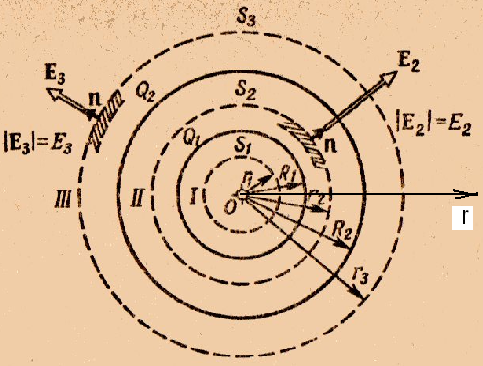 S₃
E₃
n
Q₂
S₂
E₂
|E₃|=E₃
Q₁
S₁
n
|E₂|=E₂
III
II
I
r₁
R₁
O
r₂
r
R₂
r₃